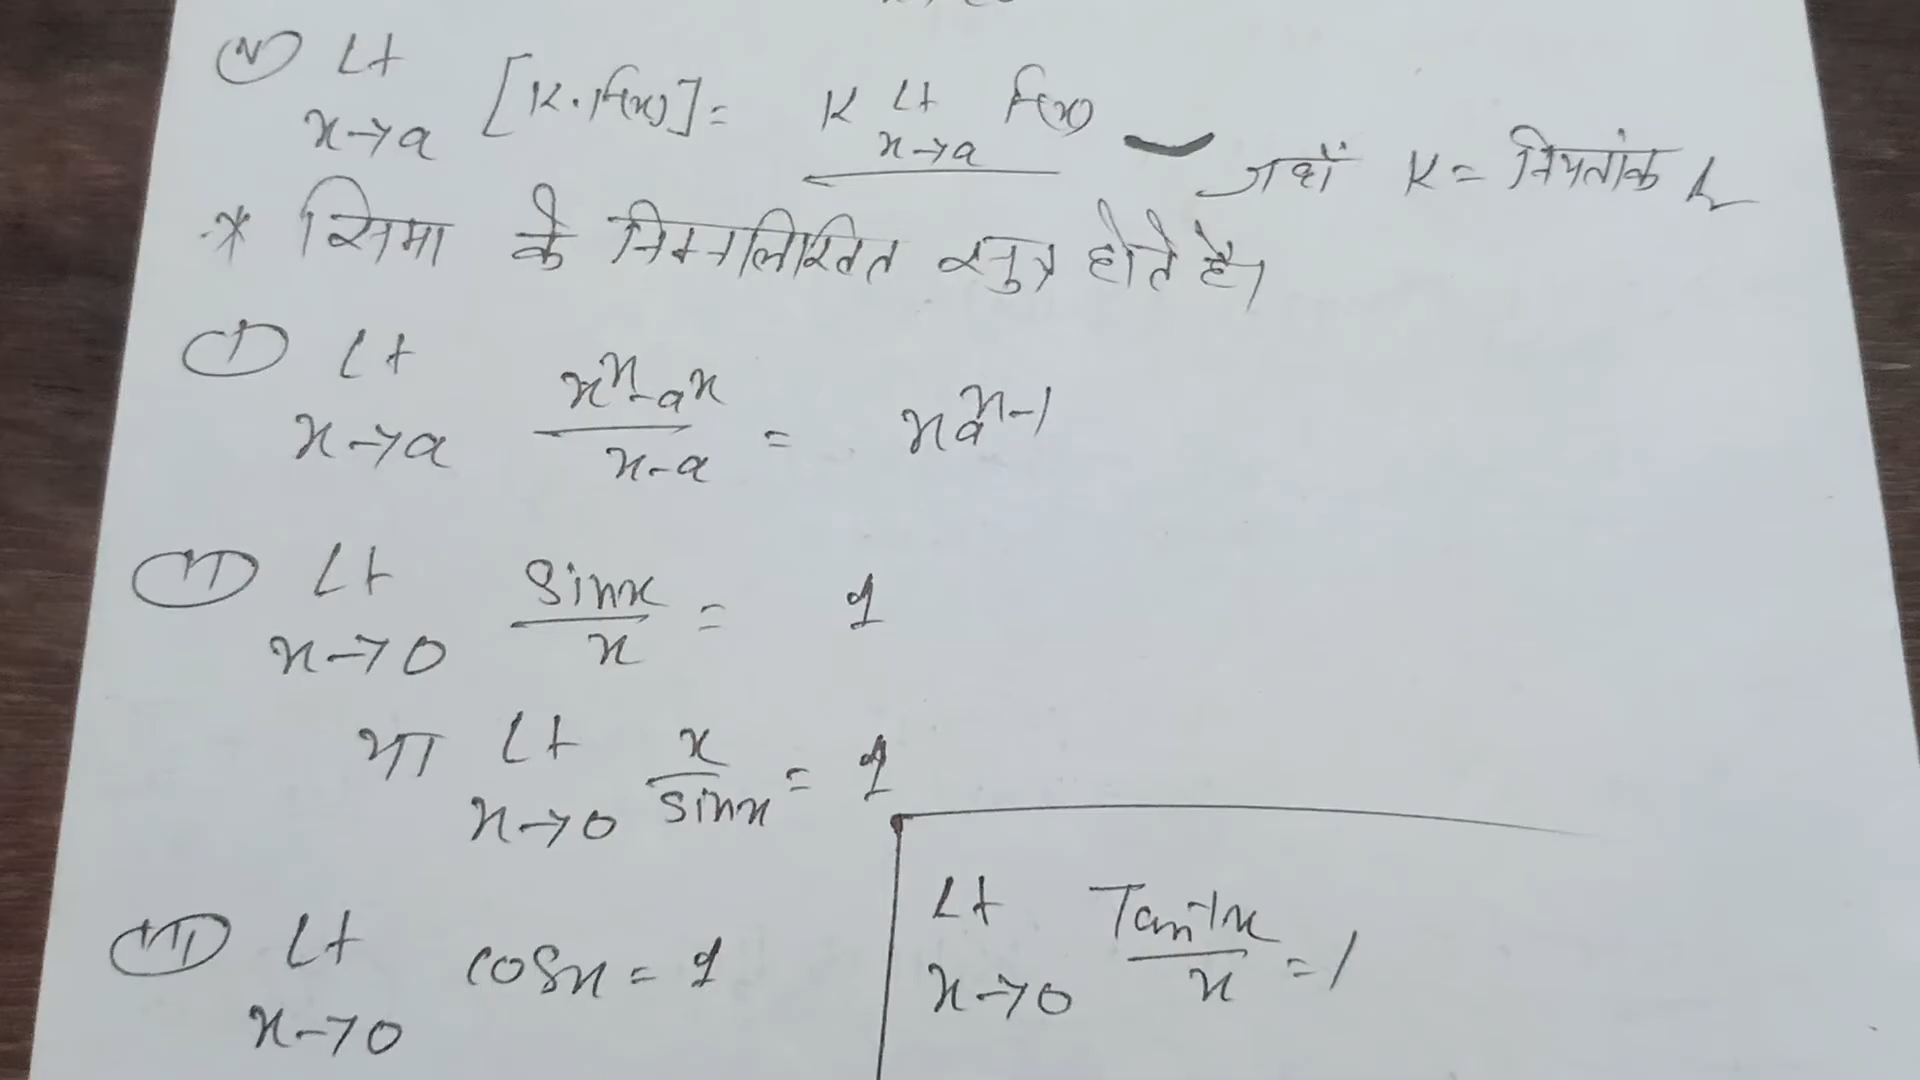 (iv) Lt x→a [K.f(x)] = K Lt x→a f(x) जहाँ K = नियतांक
* सिमा के निम्नलिखित सुत्र होते है।
(i) Lt x→a (xⁿ-aⁿ)/(x-a) = naⁿ⁻¹
(ii) Lt x→0 sinx/x = 1
या Lt x→0 x/sinx = 1
(iii) Lt x→0 cosx = 1
Lt x→0 Tan⁻¹x/x = 1